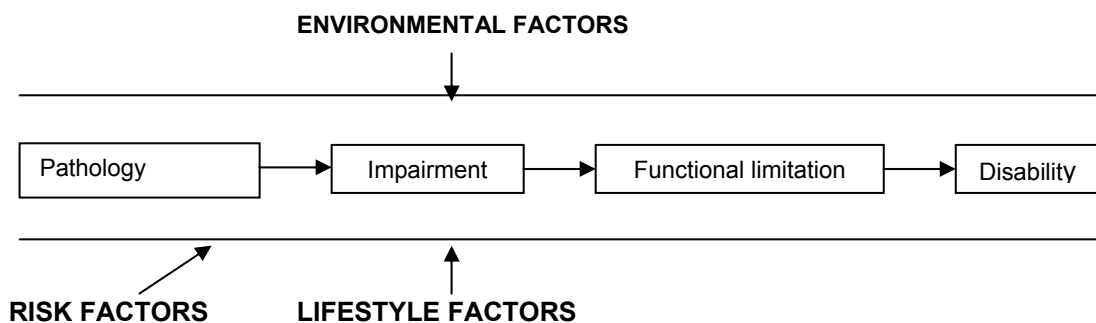 ENVIRONMENTAL FACTORS
Pathology Impairment Functional limitation Disability
RISK FACTORS LIFESTYLE FACTORS